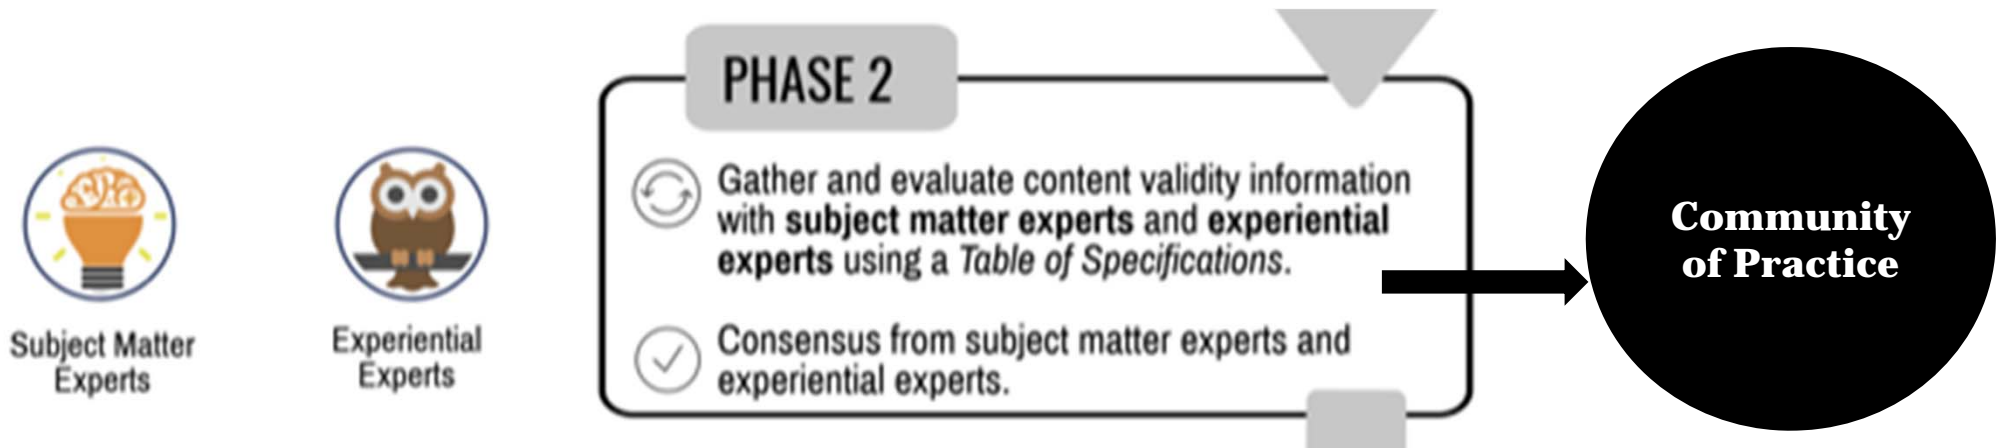 Subject Matter
Experts
Experiential
Experts
PHASE 2
Gather and evaluate content validity information
with subject matter experts and experiential
experts using a Table of Specifications.
Consensus from subject matter experts and
experiential experts.
Community
of Practice